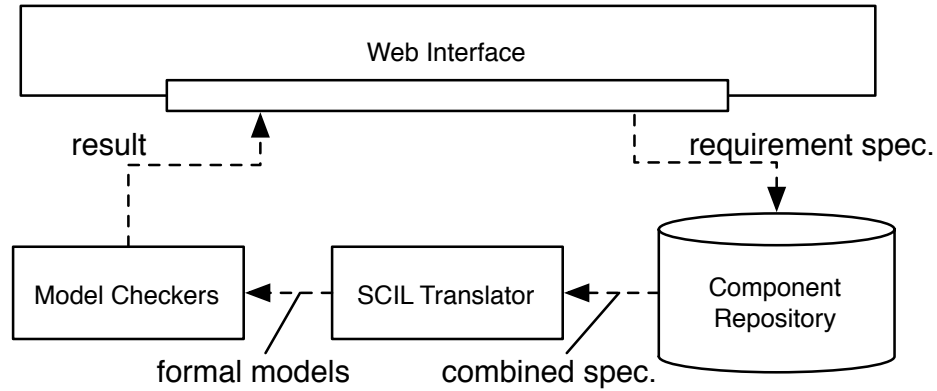 Web Interface
result
requirement spec.
Model Checkers
SCIL Translator
Component
Repository
formal models
combined spec.